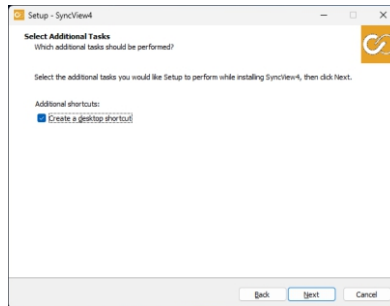 Setup - SyncView4
Select Additional Tasks
Which additional tasks should be performed?
Select the additional tasks you would like Setup to perform while installing SyncView4, then click Next.
Additional shortcuts:
Create a desktop shortcut
Back
Next
Cancel